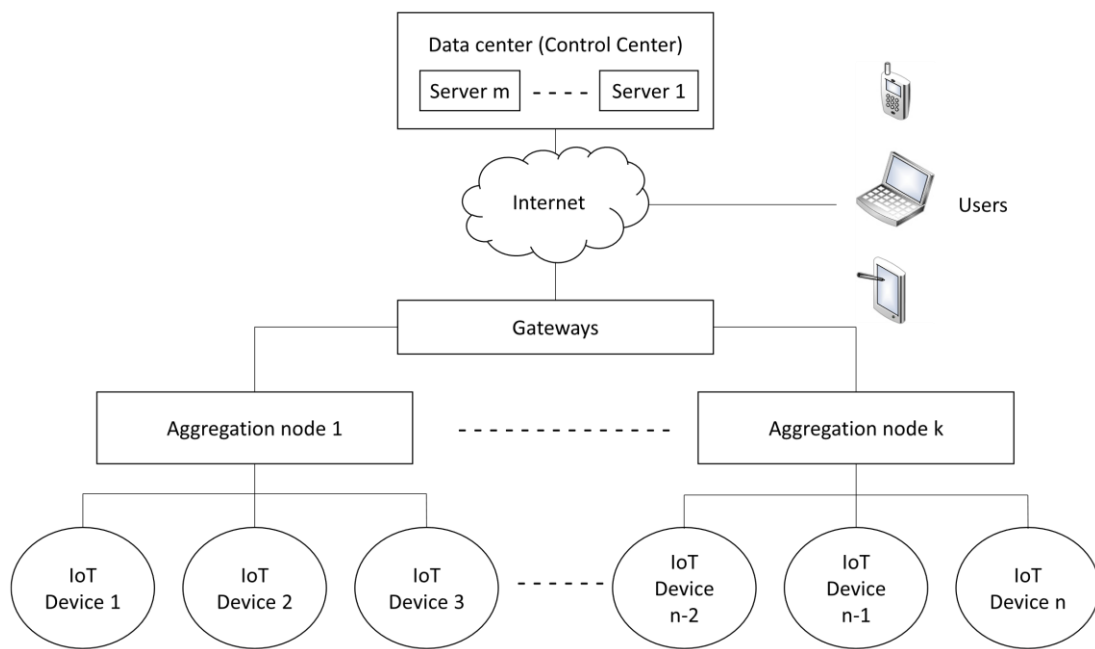 Data center (Control Center)
Server m
Server 1
Internet
Users
Gateways
Aggregation node 1
Aggregation node k
IoT
Device 1
IoT
Device 2
IoT
Device 3
IoT
Device
n-2
IoT
Device
n-1
IoT
Device n